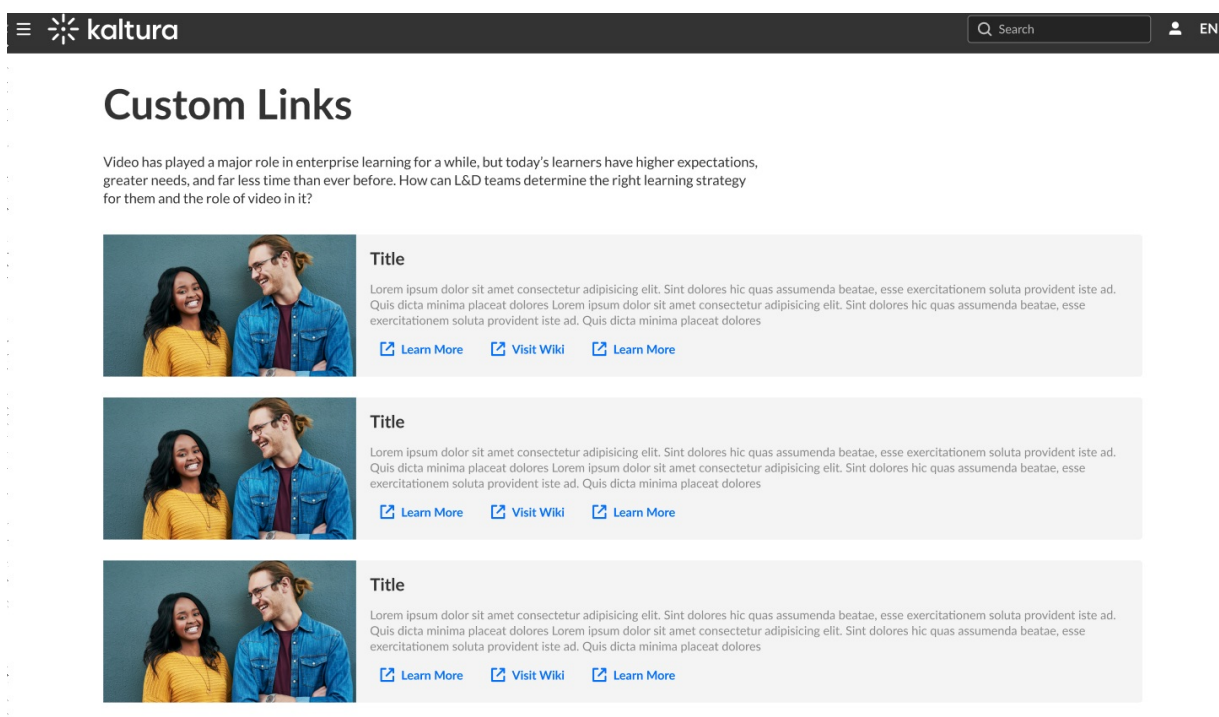 kaltura
Search
EN
Custom Links
Video has played a major role in enterprise learning for a while, but today's learners have higher expectations,
greater needs, and far less time than ever before. How can L&D teams determine the right learning strategy
for them and the role of video in it?
Title
Lorem ipsum dolor sit amet consectetur adipisicing elit. Sint dolores hic quas assumenda beatae, esse exercitationem soluta provident iste ad.
Quis dicta minima placeat dolores Lorem ipsum dolor sit amet consectetur adipisicing elit. Sint dolores hic quas assumenda beatae, esse
exercitationem soluta provident iste ad. Quis dicta minima placeat dolores
Learn More Visit Wiki Learn More
Title
Lorem ipsum dolor sit amet consectetur adipisicing elit. Sint dolores hic quas assumenda beatae, esse exercitationem soluta provident iste ad.
Quis dicta minima placeat dolores Lorem ipsum dolor sit amet consectetur adipisicing elit. Sint dolores hic quas assumenda beatae, esse
exercitationem soluta provident iste ad. Quis dicta minima placeat dolores
Learn More Visit Wiki Learn More
Title
Lorem ipsum dolor sit amet consectetur adipisicing elit. Sint dolores hic quas assumenda beatae, esse exercitationem soluta provident iste ad.
Quis dicta minima placeat dolores Lorem ipsum dolor sit amet consectetur adipisicing elit. Sint dolores hic quas assumenda beatae, esse
exercitationem soluta provident iste ad. Quis dicta minima placeat dolores
Learn More Visit Wiki Learn More